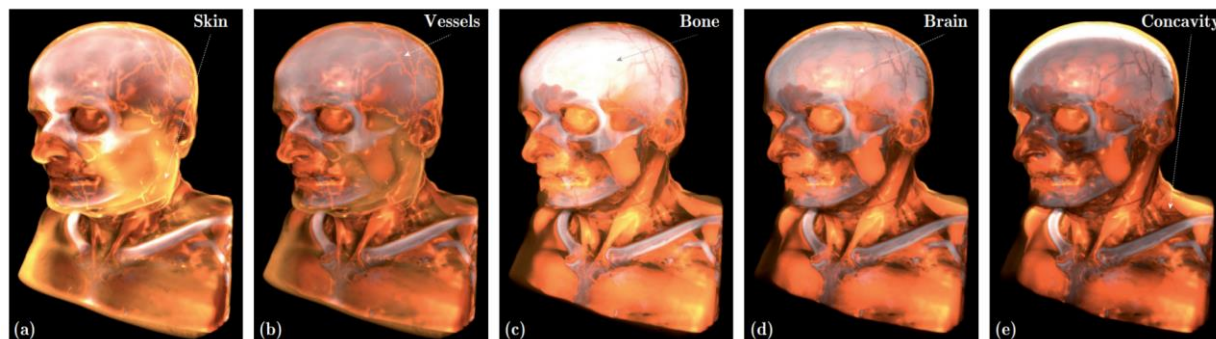 Skin
(a)
Vessels
(b)
Bone
(c)
Brain
(d)
Concavity
(e)